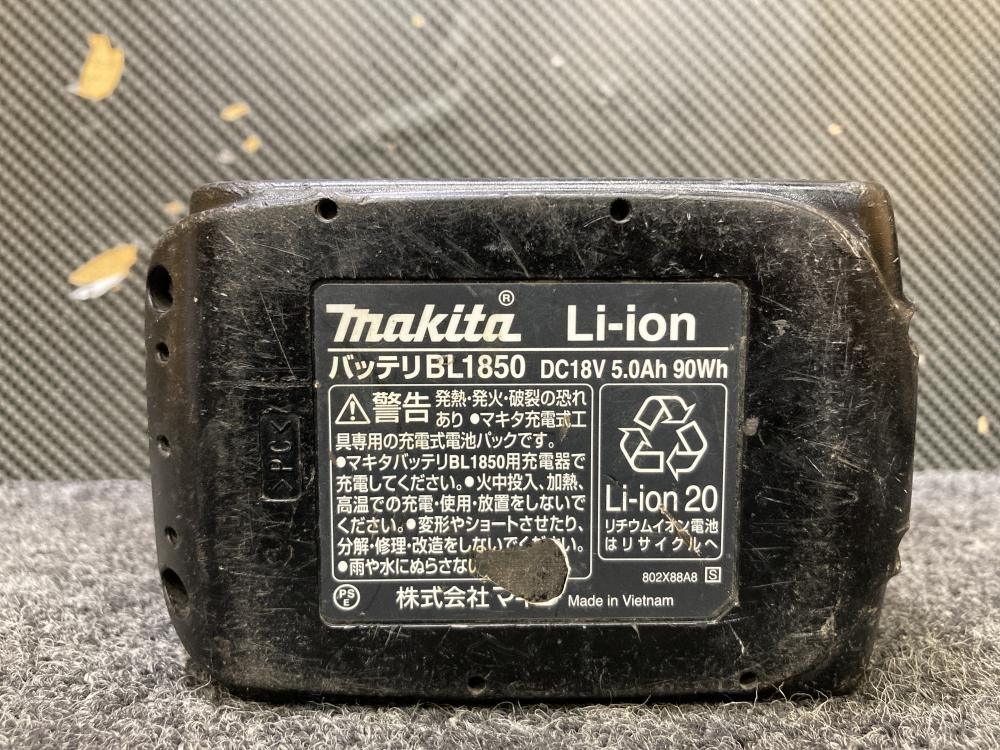 makita® Li-ion
バッテリBL1850 DC18V 5.0Ah 90Wh
警告 発熱・発火・破裂の恐れ
あり ●マキタ充電式工
具専用の充電式電池パックです。
●マキタバッテリBL1850用充電器で
充電してください。●火中投入、加熱、
高温での充電・使用・放置をしないで
ください。●変形やショートさせたり、
分解・修理・改造をしないでください。
●雨や水にぬらさない
Li-ion 20
リチウムイオン電池
はリサイクルへ
802X88A8 S
PS
E
株式会社マキ
Made in Vietnam
>PC<